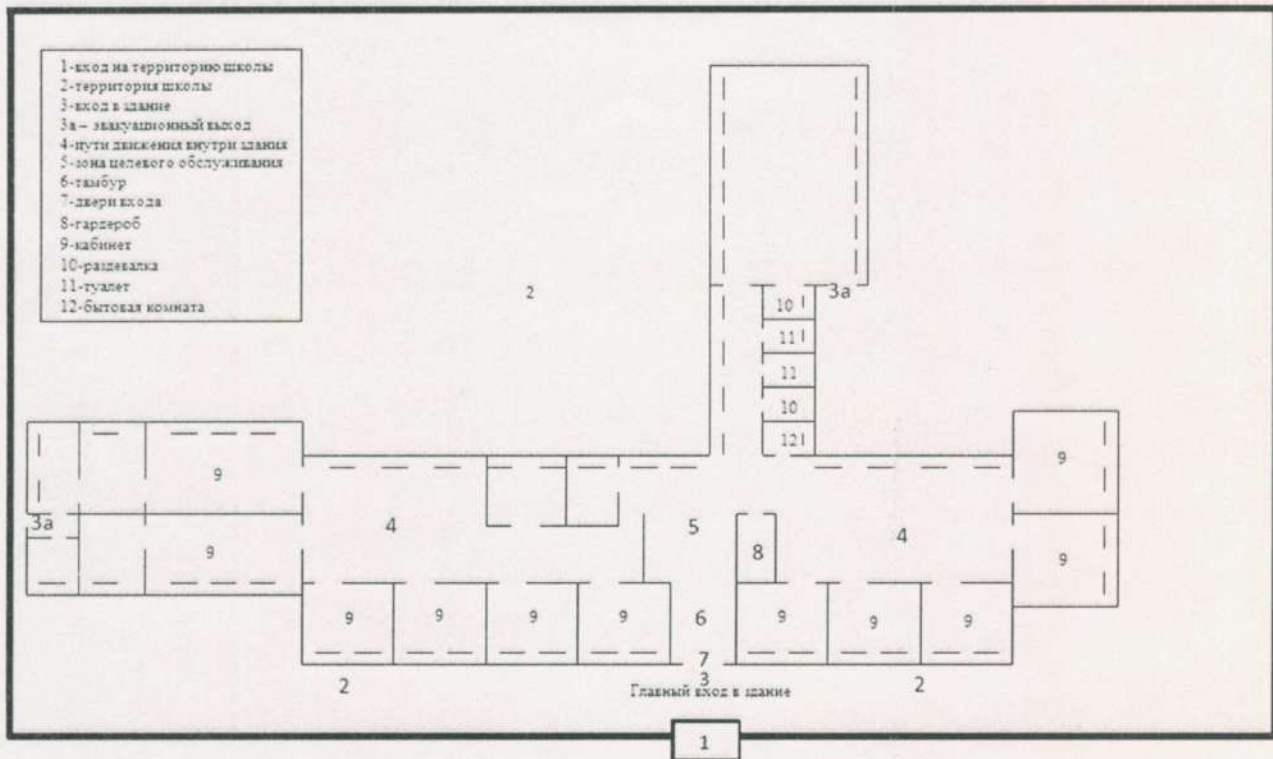 1-вход на территорию школы
2-территория школы
3-вход в здание
3а – эвакуационный выход
4-пути движения внутри здания
5-зона целевого обслуживания
6-тамбур
7-двери входа
8-гардероб
9-кабинет
10-раздевалка
11-туалет
12-бытовая комната
2
3а
10
11
11
10
12
9
9
4
5
4
3а
8
9
9
9
9
9
9
6
9
9
9
7
2
3
2
Главный вход в здание
1